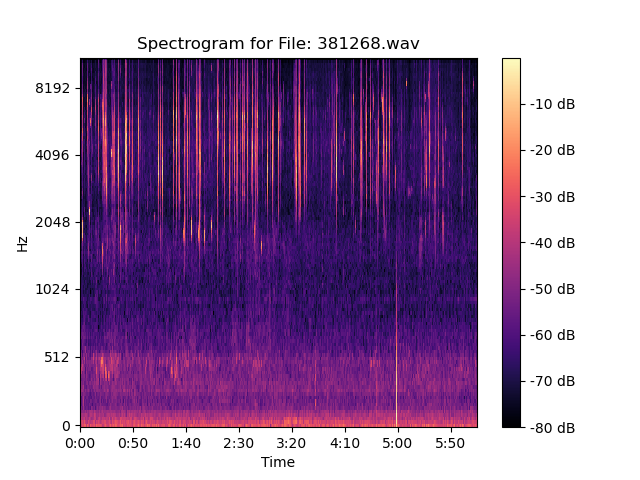 Spectrogram for File: 381268.wav
8192
4096
2048
1024
512
0
Hz
0:00 0:50 1:40 2:30 3:20 4:10 5:00 5:50
Time
-10 dB
-20 dB
-30 dB
-40 dB
-50 dB
-60 dB
-70 dB
-80 dB